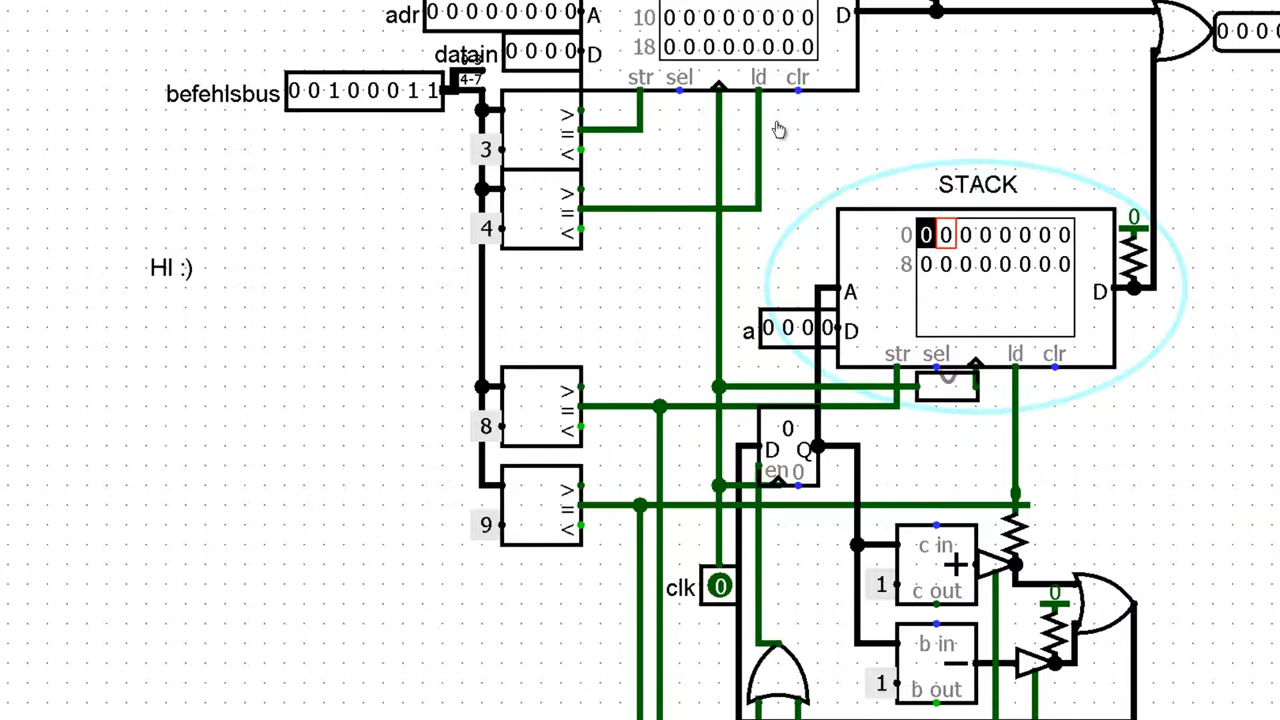 adr 0 0 0 0 0 0 0 0 A
10 0 0 0 0 0 0 0 0
D
18 0 0 0 0 0 0 0 0
datain 0 0 0 0 D
str sel ld clr
4-7
befehlsbus 0 0 1 0 0 0 1 1
>
=
<
3
>
=
<
4
STACK
0 0 0 0 0 0 0 0 0
8 0 0 0 0 0 0 0 0
0
HI :)
A
D
a 0 0 0 0 D
str sel ld clr
>
=
<
8
0
D Q
en 0
>
=
<
9
c in
+
1
c out
clk 0
0
b in
−
1
b out
0 0 0